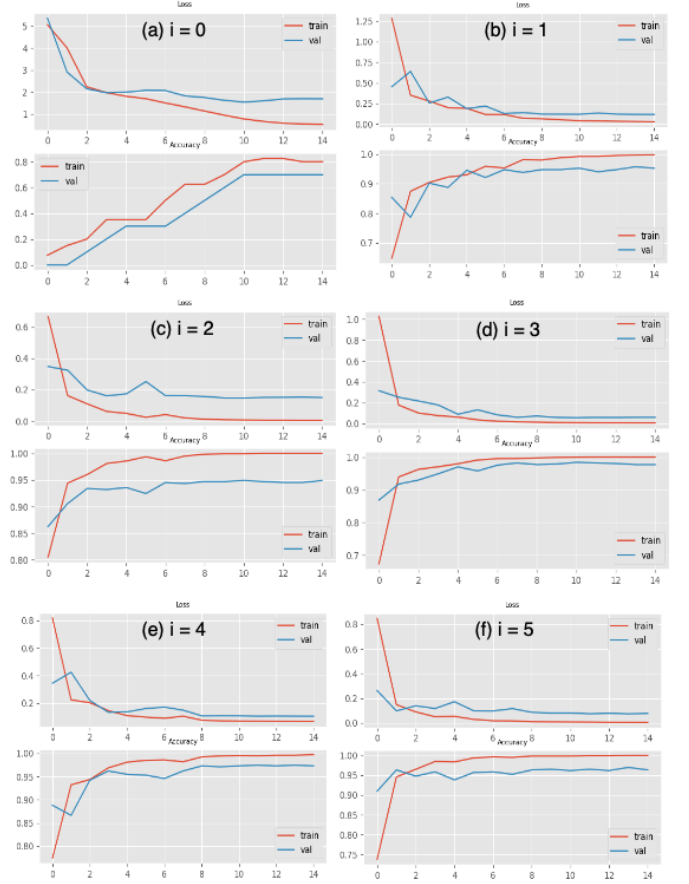 Loss
(a) i = 0
train
val
5
4
3
2
1
0 2 4 6 8 10 12 14
Accuracy
train
val
0.8
0.6
0.4
0.2
0.0
0 2 4 6 8 10 12 14
Loss
(b) i = 1
train
val
1.25
1.00
0.75
0.50
0.25
0.00
0 2 4 6 8 10 12 14
Accuracy
1.0
0.9
0.8
0.7
train
val
0 2 4 6 8 10 12 14
Loss
(c) i = 2
train
val
0.6
0.4
0.2
0.0
0 2 4 6 8 10 12 14
Accuracy
1.00
0.95
0.90
0.85
0.80
train
val
0 2 4 6 8 10 12 14
Loss
(d) i = 3
train
val
1.0
0.8
0.6
0.4
0.2
0.0
0 2 4 6 8 10 12 14
Accuracy
1.0
0.9
0.8
0.7
train
val
0 2 4 6 8 10 12 14
Loss
(e) i = 4
train
val
0.8
0.6
0.4
0.2
0 2 4 6 8 10 12 14
Accuracy
1.00
0.95
0.90
0.85
0.80
train
val
0 2 4 6 8 10 12 14
Loss
(f) i = 5
train
val
0.8
0.6
0.4
0.2
0.0
0 2 4 6 8 10 12 14
Accuracy
1.00
0.95
0.90
0.85
0.80
0.75
train
val
0 2 4 6 8 10 12 14